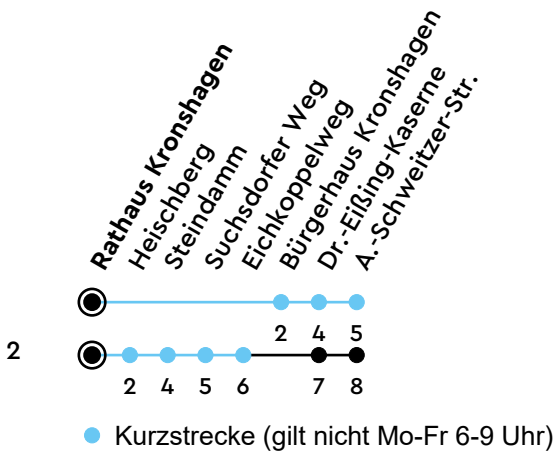 Rathaus Kronshagen
Heischberg
Steindamm
Suchsdorfer Weg
Eichkoppelweg
Bürgerhaus Kronshagen
Dr.-Eißing-Kaserne
A.-Schweitzer-Str.
2 4 5
2
2 4 5 6 7 8
Kurzstrecke (gilt nicht Mo-Fr 6-9 Uhr)